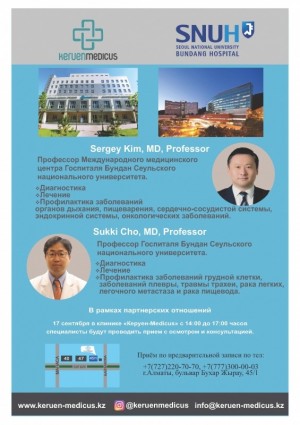 keruenmedicus
SNUH
SEOUL NATIONAL UNIVERSITY
BUNDANG HOSPITAL
Sergey Kim, MD, Professor
Профессор Международного медицинского
центра Госпиталя Бундан Сеульского
национального университета.
Диагностика
Лечение
Профилактика заболеваний
органов дыхания, пищеварения, сердечно-сосудистой системы,
эндокринной системы, онкологических заболеваний.
Sukki Cho, MD, Professor
Профессор Госпиталя Бундан Сеульского
национального университета.
Диагностика
Лечение
Профилактика заболеваний грудной клетки,
заболеваний плевры, травмы трахеи, рака легких,
легочного метастаза и рака пищевода.
В рамках партнерских отношений
17 сентября в клинике «Керуен-Medicus» с 14:00 до 17:00 часов
специалисты будут проводить прием с осмотром и консультацией.
Приём по предварительной записи по тел:
+7(727)220-70-70, +7(777)300-00-03
г.Алматы, бульвар Бухар Жырау, 45/1
www.keruen-medicus.kz
@keruenmedicus
info@keruen-medicus.kz